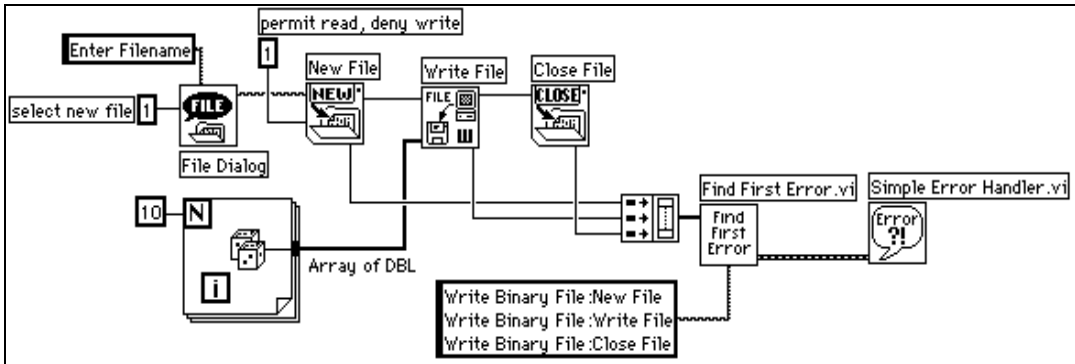 permit read, deny write
Enter Filename
1
New File
Write File
Close File
NEW
FILE
CLOSE
select new file
1
FILE
File Dialog
10
N
i
Array of DBL
Find First Error.vi
Simple Error Handler.vi
Find
First
Error
Error
?!
Write Binary File:New File
Write Binary File:Write File
Write Binary File:Close File